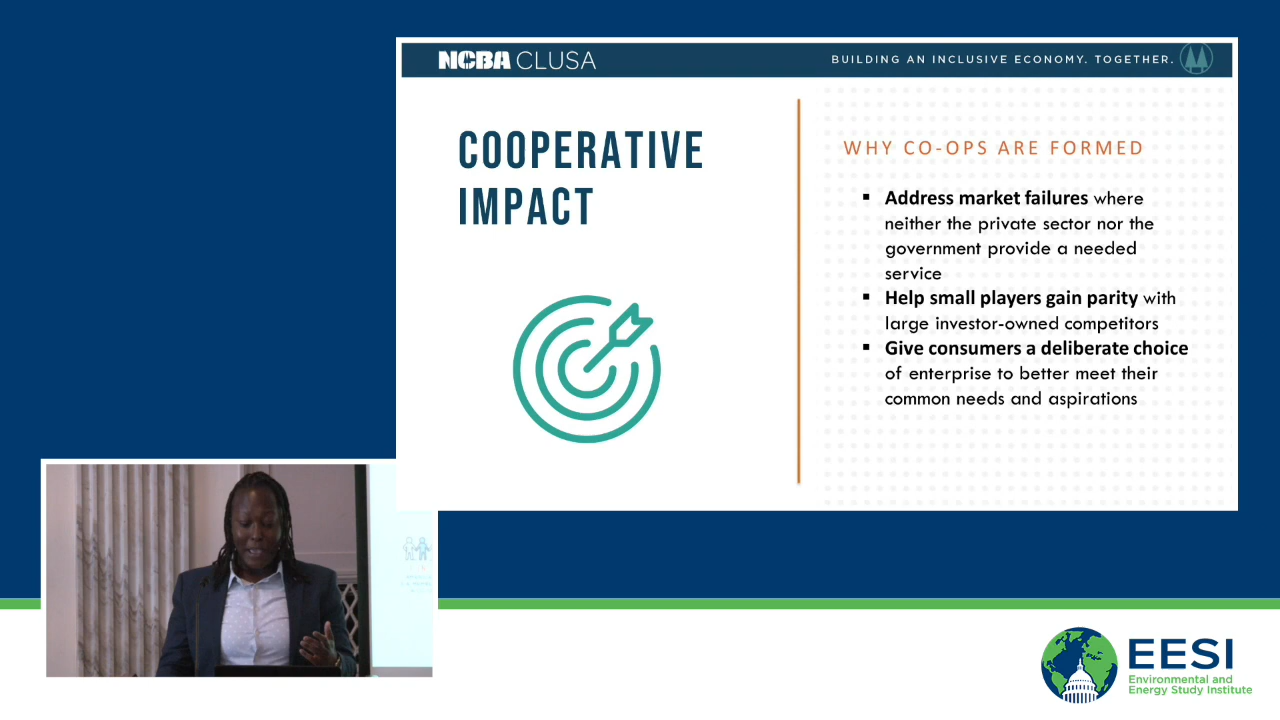 NCBA CLUSA
BUILDING AN INCLUSIVE ECONOMY. TOGETHER.
COOPERATIVE
IMPACT
WHY CO-OPS ARE FORMED
▪ Address market failures where
neither the private sector nor the
government provide a needed
service
▪ Help small players gain parity with
large investor-owned competitors
▪ Give consumers a deliberate choice
of enterprise to better meet their
common needs and aspirations
EESI
Environmental and
Energy Study Institute